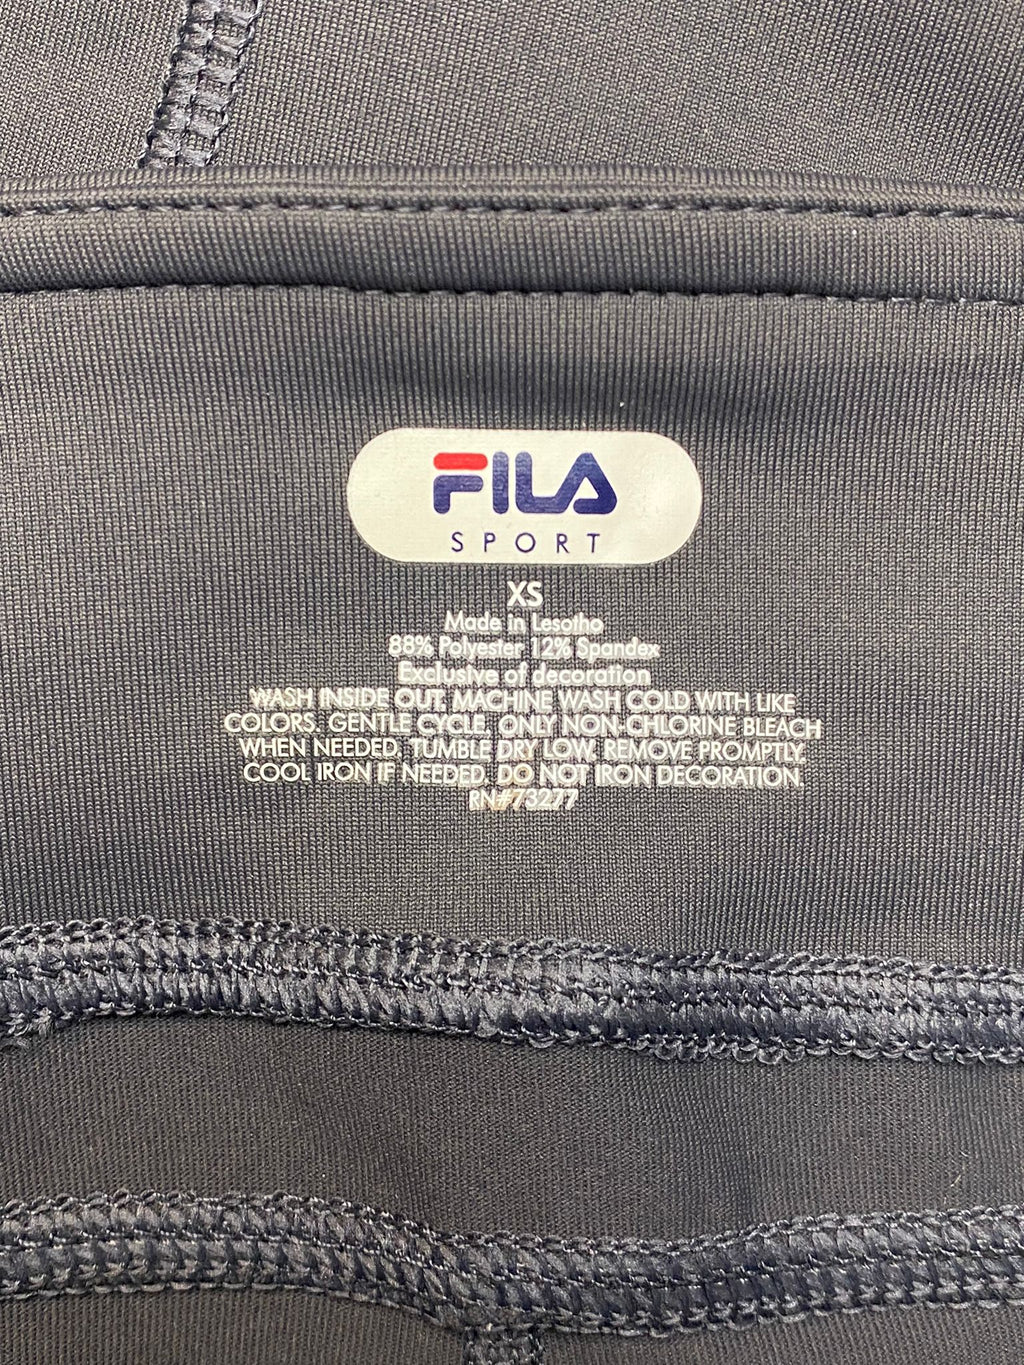 FILA
SPORT
XS
Made in Lesotho
88% Polyester 12% Spandex
Exclusive of decoration
WASH INSIDE OUT. MACHINE WASH COLD WITH LIKE
COLORS. GENTLE CYCLE. ONLY NON-CHLORINE BLEACH
WHEN NEEDED. TUMBLE DRY LOW. REMOVE PROMPTLY.
COOL IRON IF NEEDED. DO NOT IRON DECORATION.
RN#73277